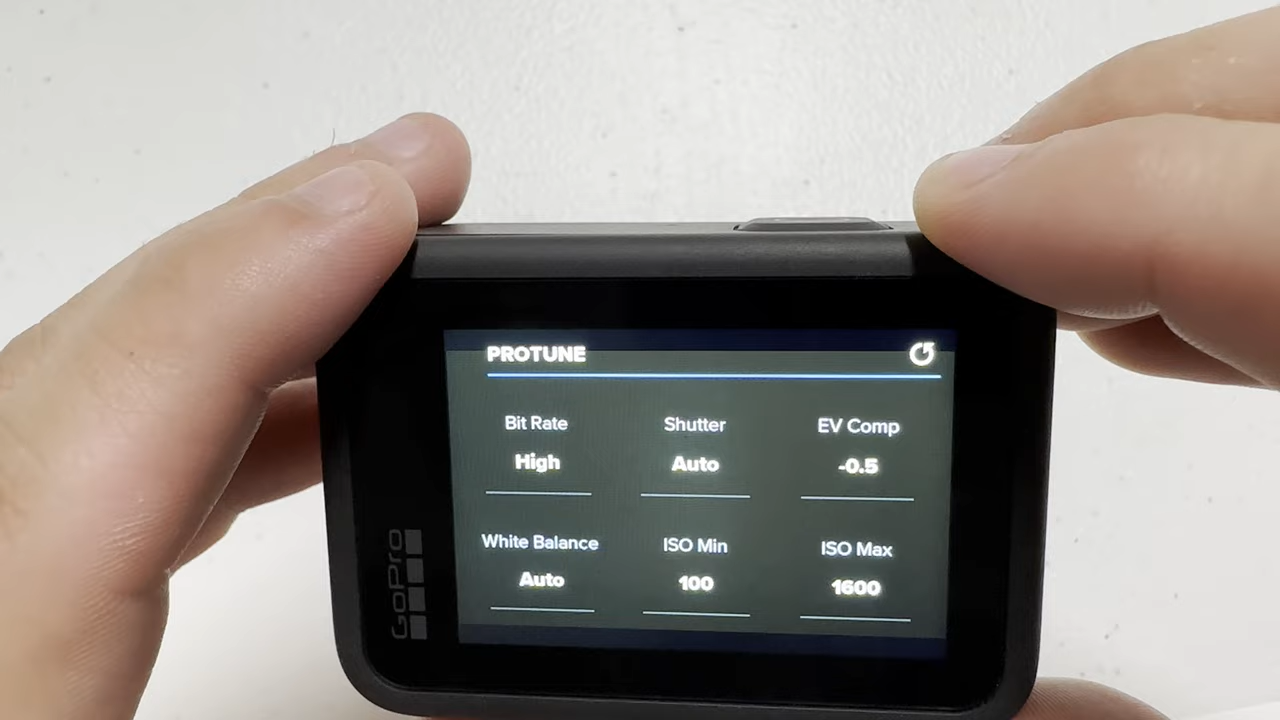 PROTUNE
Bit Rate
Shutter
EV Comp
High
Auto
-0.5
White Balance
ISO Min
ISO Max
Auto
100
1600
GoPro